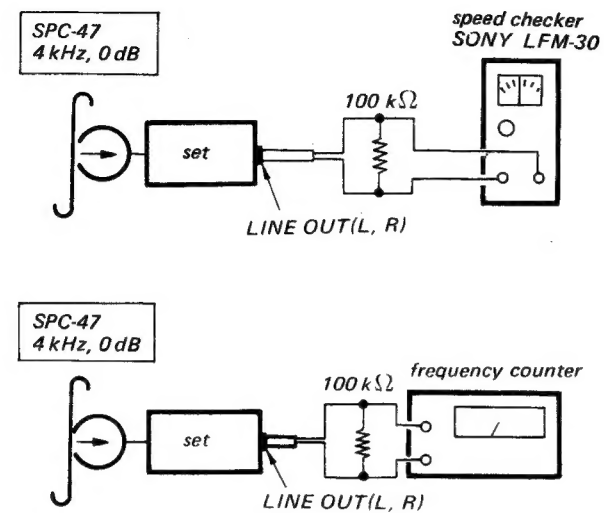 SPC-47
4 kHz, 0 dB
speed checker
SONY LFM-30
100 kΩ
set
LINE OUT(L, R)
SPC-47
4 kHz, 0 dB
frequency counter
100 kΩ
set
LINE OUT(L, R)